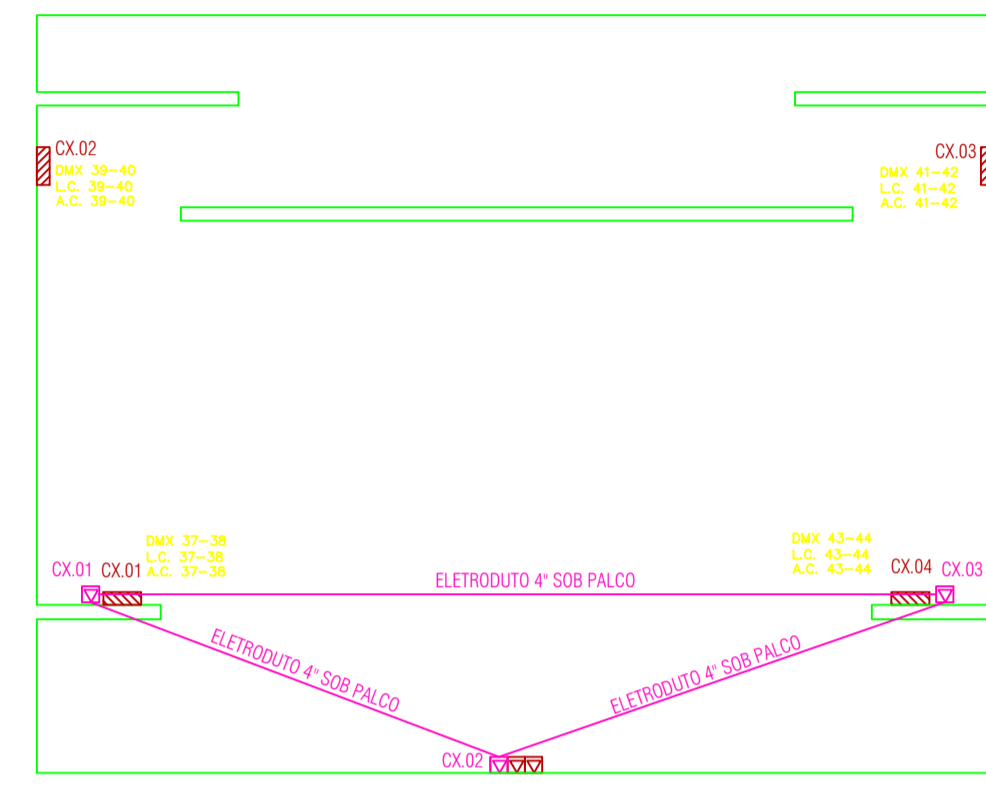 CX.02
DMX 39-40
L.C. 39-40
A.C. 39-40
CX.03
DMX 41-42
L.C. 41-42
A.C. 41-42
DMX 37-38
L.C. 37-38
A.C. 37-38
CX.01
CX.01
DMX 43-44
L.C. 43-44
A.C. 43-44
CX.04
CX.03
ELETRODUTO 4" SOB PALCO
ELETRODUTO 4" SOB PALCO
ELETRODUTO 4" SOB PALCO
CX.02